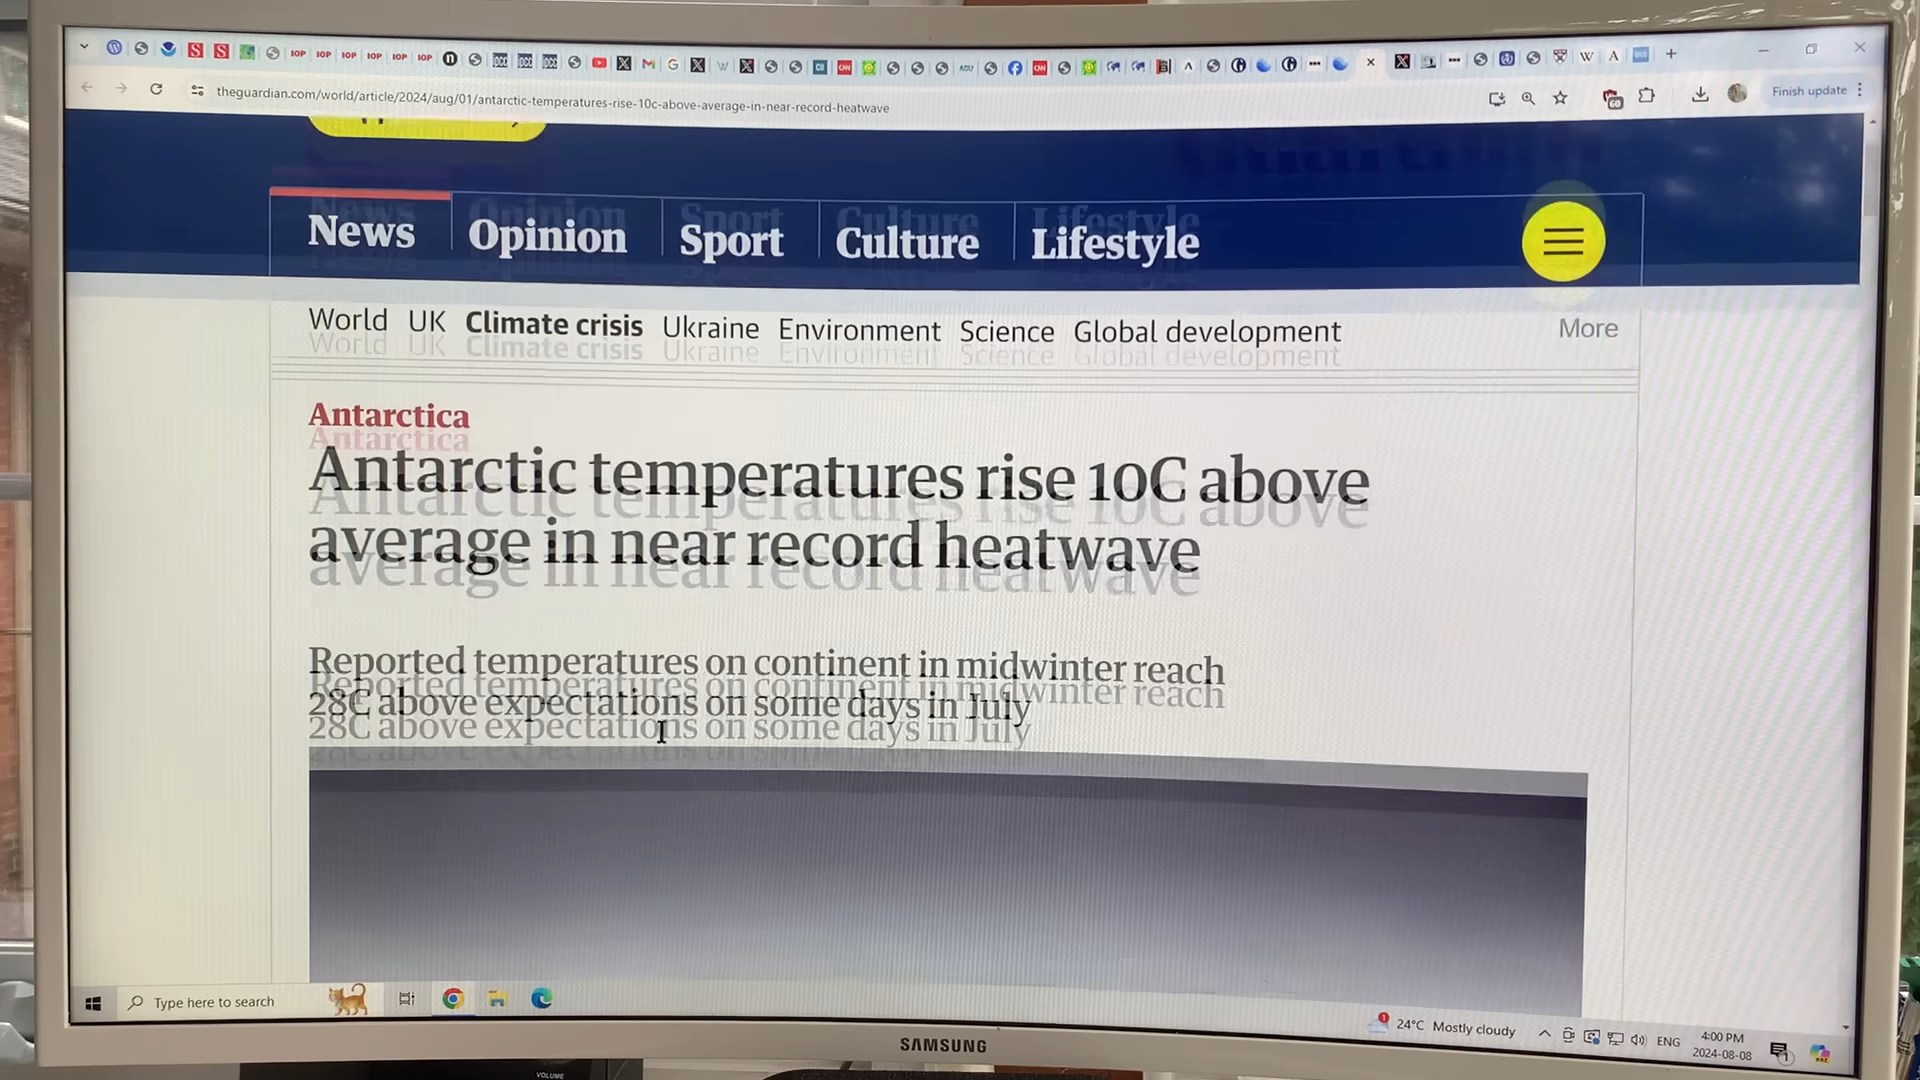 theguardian.com/world/article/2024/aug/01/antarctic-temperatures-rise-10c-above-average-in-near-record-heatwave
Finish update
News Opinion Sport Culture Lifestyle
World UK Climate crisis Ukraine Environment Science Global development More
Antarctica
Antarctic temperatures rise 10C above
average in near record heatwave
Reported temperatures on continent in midwinter reach
28C above expectations on some days in July
Type here to search
24°C Mostly cloudy
ENG
4:00 PM
2024-08-08
SAMSUNG
VOLUME